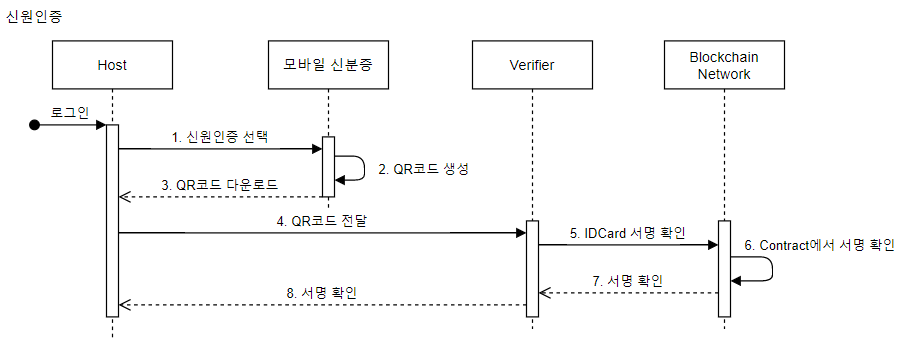 신원인증
Host
모바일 신분증
Verifier
Blockchain
Network
로그인
1. 신원인증 선택
2. QR코드 생성
3. QR코드 다운로드
4. QR코드 전달
5. IDCard 서명 확인
6. Contract에서 서명 확인
7. 서명 확인
8. 서명 확인